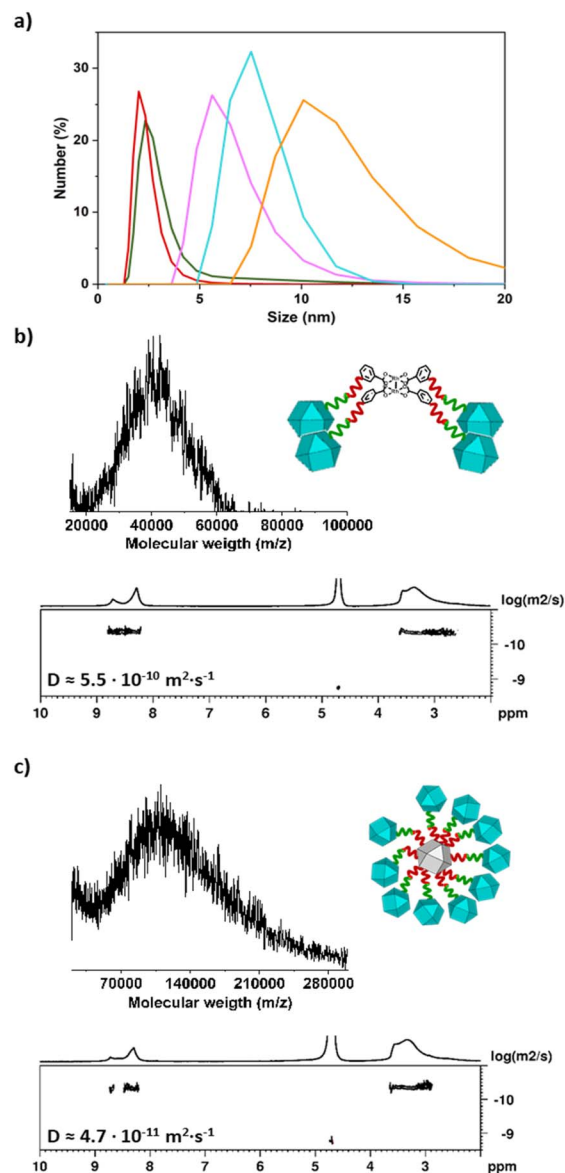 a)
Number (%)
30
20
10
0
0 5 10 15 20
Size (nm)
b)
20000 40000 60000 80000 100000
Molecular weigth (m/z)
log(m2/s)
-10
-9
D ≈ 5.5 · 10⁻¹⁰ m²·s⁻¹
10 9 8 7 6 5 4 3 ppm
c)
70000 140000 210000 280000
Molecular weigth (m/z)
log(m2/s)
-10
-9
D ≈ 4.7 · 10⁻¹¹ m²·s⁻¹
10 9 8 7 6 5 4 3 ppm